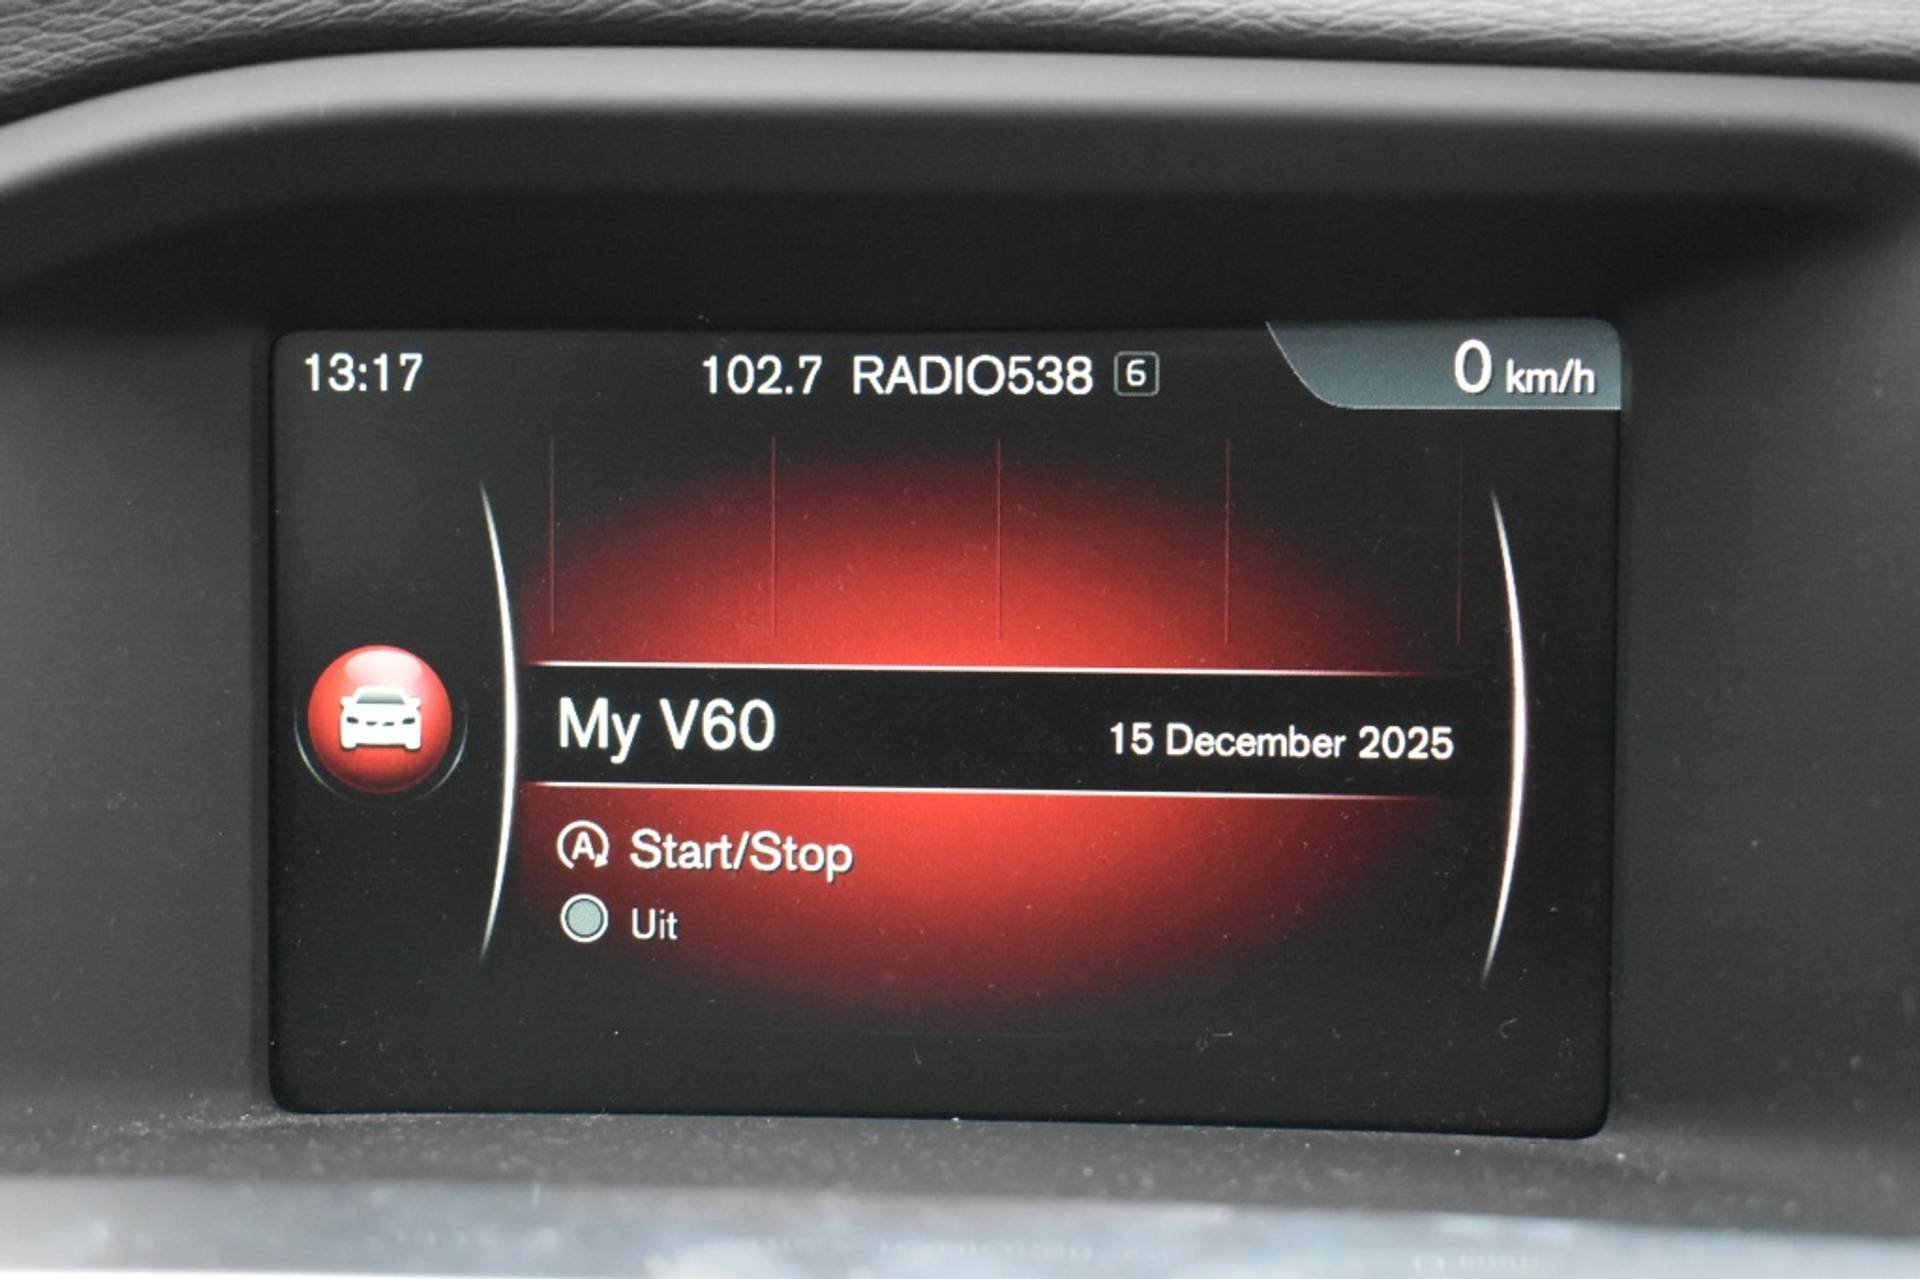 13:17 102.7 RADIO538 6 0 km/h
My V60 15 December 2025
A Start/Stop
Uit